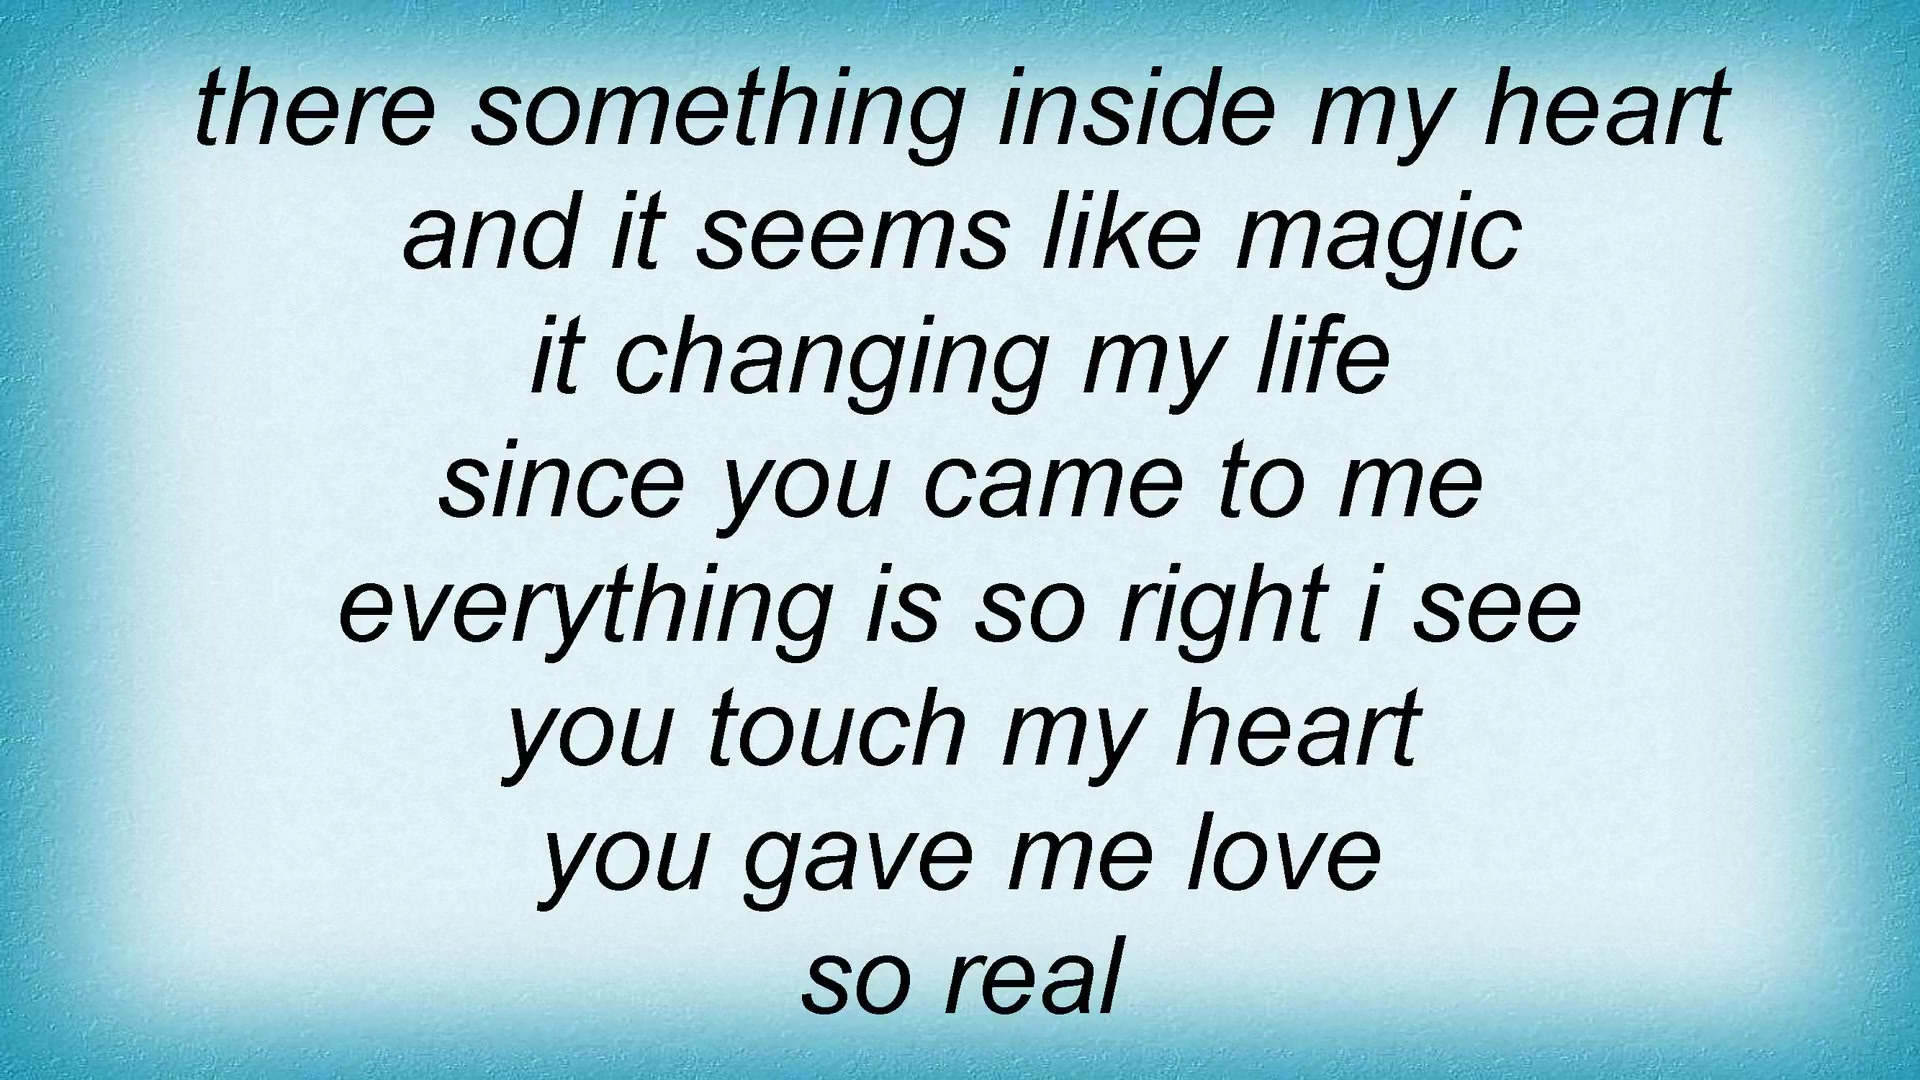 there something inside my heart
and it seems like magic
it changing my life
since you came to me
everything is so right i see
you touch my heart
you gave me love
so real